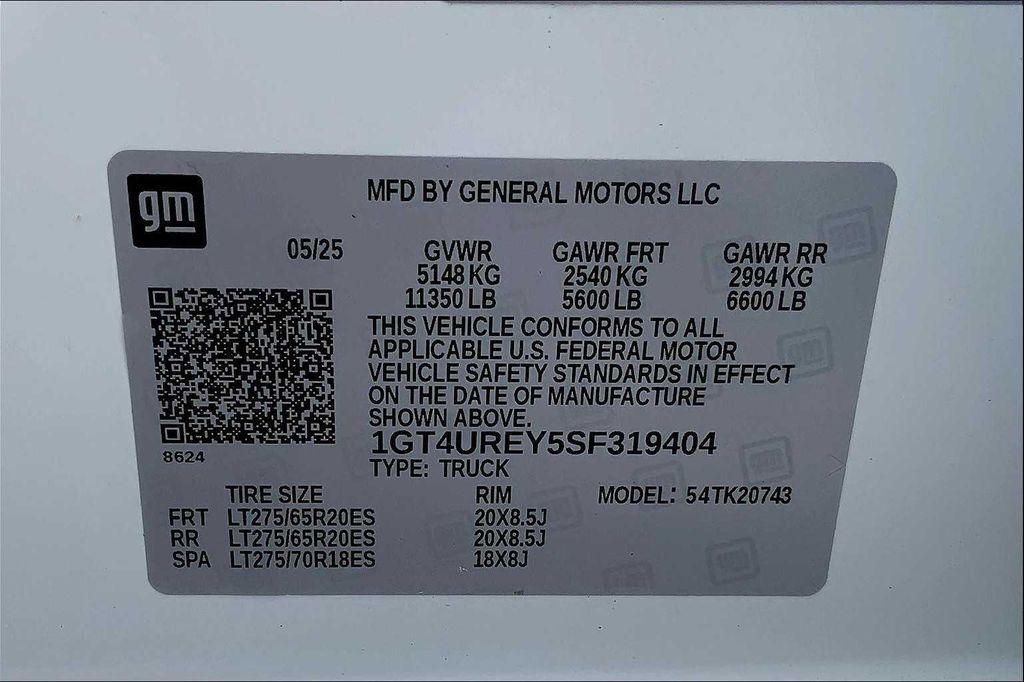 gm
MFD BY GENERAL MOTORS LLC
05/25 GVWR GAWR FRT GAWR RR
5148 KG 2540 KG 2994 KG
11350 LB 5600 LB 6600 LB
THIS VEHICLE CONFORMS TO ALL
APPLICABLE U.S. FEDERAL MOTOR
VEHICLE SAFETY STANDARDS IN EFFECT
ON THE DATE OF MANUFACTURE
SHOWN ABOVE.
1GT4UREY5SF319404
8624
TYPE: TRUCK
TIRE SIZE RIM MODEL: 54TK20743
FRT LT275/65R20ES 20X8.5J
RR LT275/65R20ES 20X8.5J
SPA LT275/70R18ES 18X8J